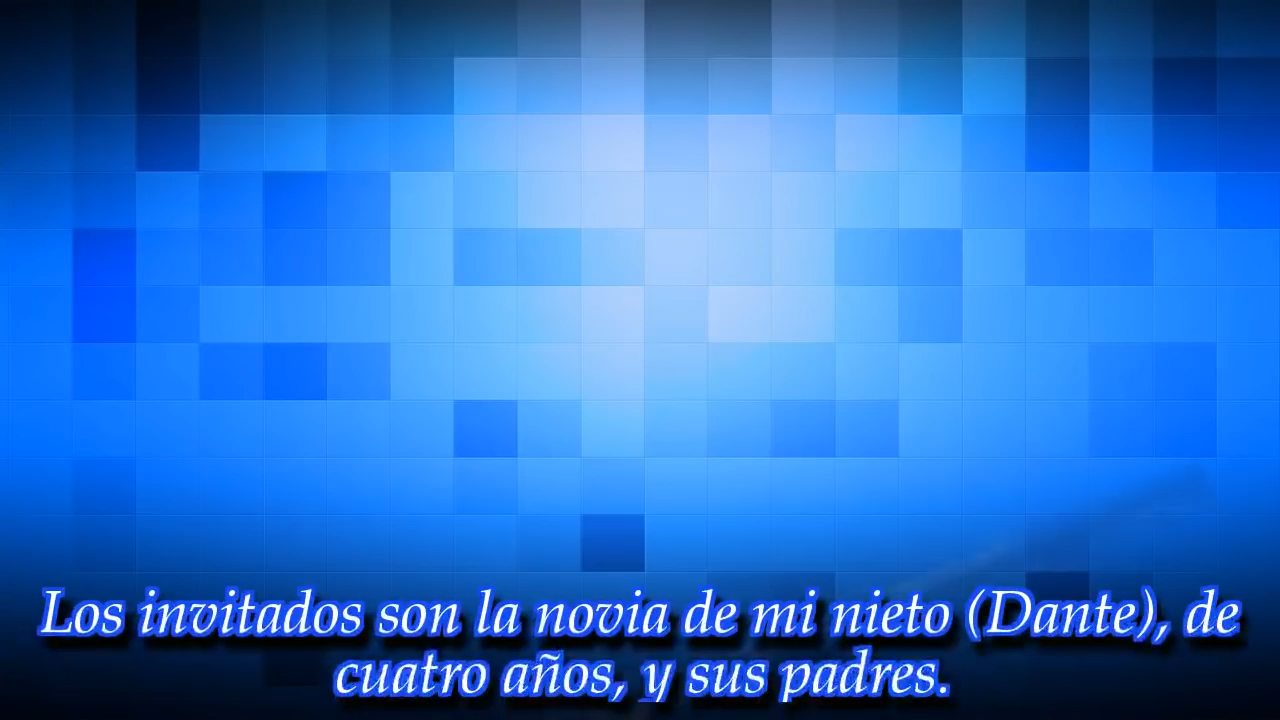 Los invitados son la novia de mi nieto (Dante), de
cuatro años, y sus padres.